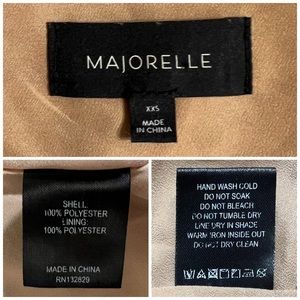 MAJORELLE
XXS
MADE
IN CHINA
SHELL:
100% POLYESTER
LINING:
100% POLYESTER
MADE IN CHINA
RN132829
HAND WASH COLD
DO NOT SOAK
DO NOT BLEACH
DO NOT TUMBLE DRY
LINE DRY IN SHADE
WARM IRON INSIDE OUT
DO NOT DRY CLEAN